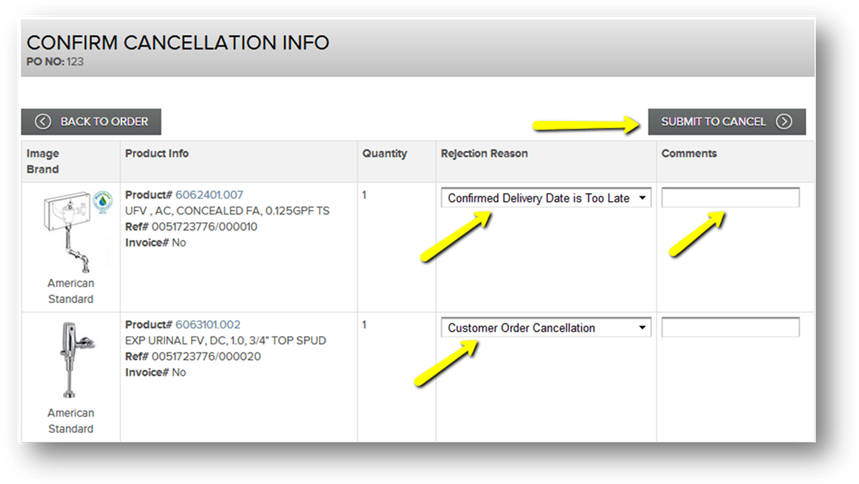 CONFIRM CANCELLATION INFO
PO NO: 123
BACK TO ORDER
SUBMIT TO CANCEL
Image Brand
Product Info
Quantity
Rejection Reason
Comments
Product# 6062401.007
UFV , AC, CONCEALED FA, 0.125GPF TS
Ref# 0051723776/000010
Invoice# No
1
Confirmed Delivery Date is Too Late
American
Standard
Product# 6063101.002
EXP URINAL FV, DC, 1.0, 3/4" TOP SPUD
Ref# 0051723776/000020
Invoice# No
1
Customer Order Cancellation
American
Standard